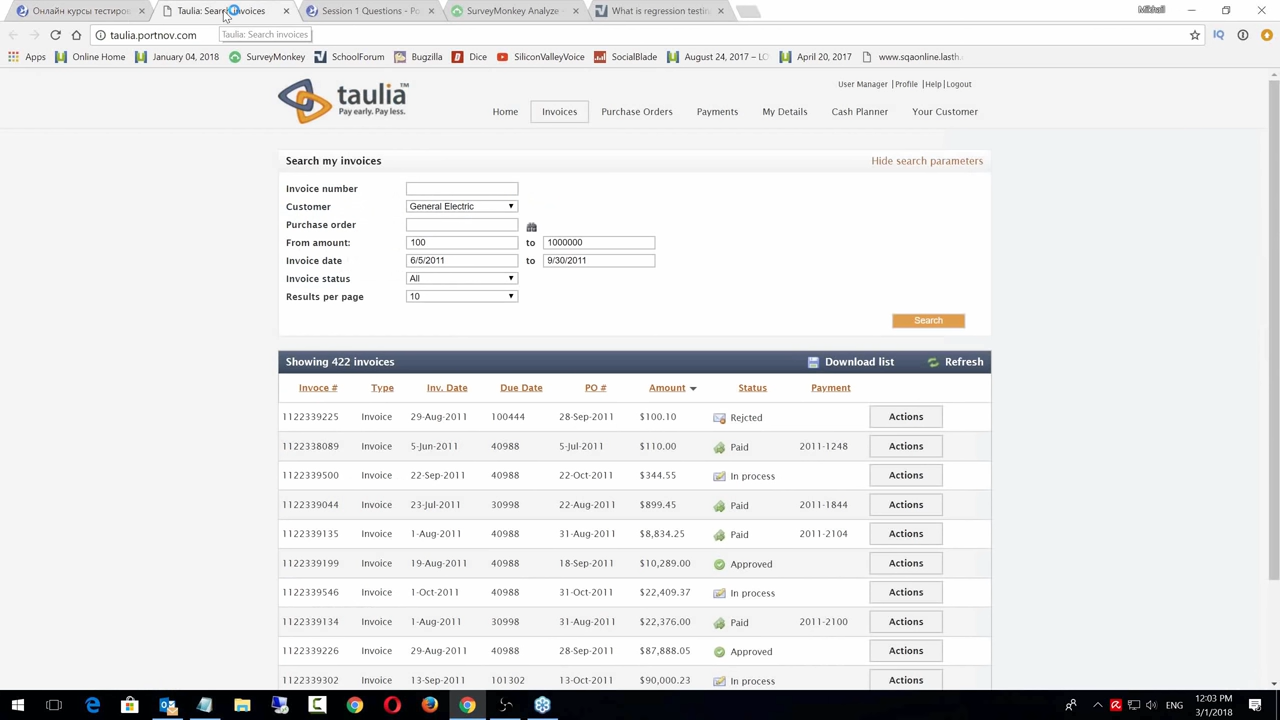 Онлайн курсы тестиров
Taulia: Search Invoices
Session 1 Questions - Po
SurveyMonkey Analyze -
What is regression testin
Mikhail
taulia.portnov.com
Taulia: Search invoices
Apps
Online Home
January 04, 2018
SurveyMonkey
SchoolForum
Bugzilla
Dice
SiliconValleyVoice
SocialBlade
August 24, 2017 – LO
April 20, 2017
www.sqaonline.lasth
taulia
Pay early. Pay less.
User Manager | Profile | Help | Logout
Home
Invoices
Purchase Orders
Payments
My Details
Cash Planner
Your Customer
Search my invoices
Hide search parameters
Invoice number
Customer General Electric
Purchase order
From amount: 100 to 1000000
Invoice date 6/5/2011 to 9/30/2011
Invoice status All
Results per page 10
Search
Showing 422 invoices
Download list
Refresh
Invoce # Type Inv. Date Due Date PO # Amount Status Payment
1122339225 Invoice 29-Aug-2011 100444 28-Sep-2011 $100.10 Rejcted Actions
1122338089 Invoice 5-Jun-2011 40988 5-Jul-2011 $110.00 Paid 2011-1248 Actions
1122339500 Invoice 22-Sep-2011 40988 22-Oct-2011 $344.55 In process Actions
1122339044 Invoice 23-Jul-2011 30998 22-Aug-2011 $899.45 Paid 2011-1844 Actions
1122339135 Invoice 1-Aug-2011 40988 31-Aug-2011 $8,834.25 Paid 2011-2104 Actions
1122339199 Invoice 19-Aug-2011 40988 18-Sep-2011 $10,289.00 Approved Actions
1122339546 Invoice 1-Oct-2011 40988 31-Oct-2011 $22,409.37 In process Actions
1122339134 Invoice 1-Aug-2011 30998 31-Aug-2011 $22,376.00 Paid 2011-2100 Actions
1122339226 Invoice 29-Aug-2011 40988 28-Sep-2011 $87,888.05 Approved Actions
1122339302 Invoice 13-Sep-2011 101302 13-Oct-2011 $90,000.23 In process Actions
ENG
12:03 PM
3/1/2018